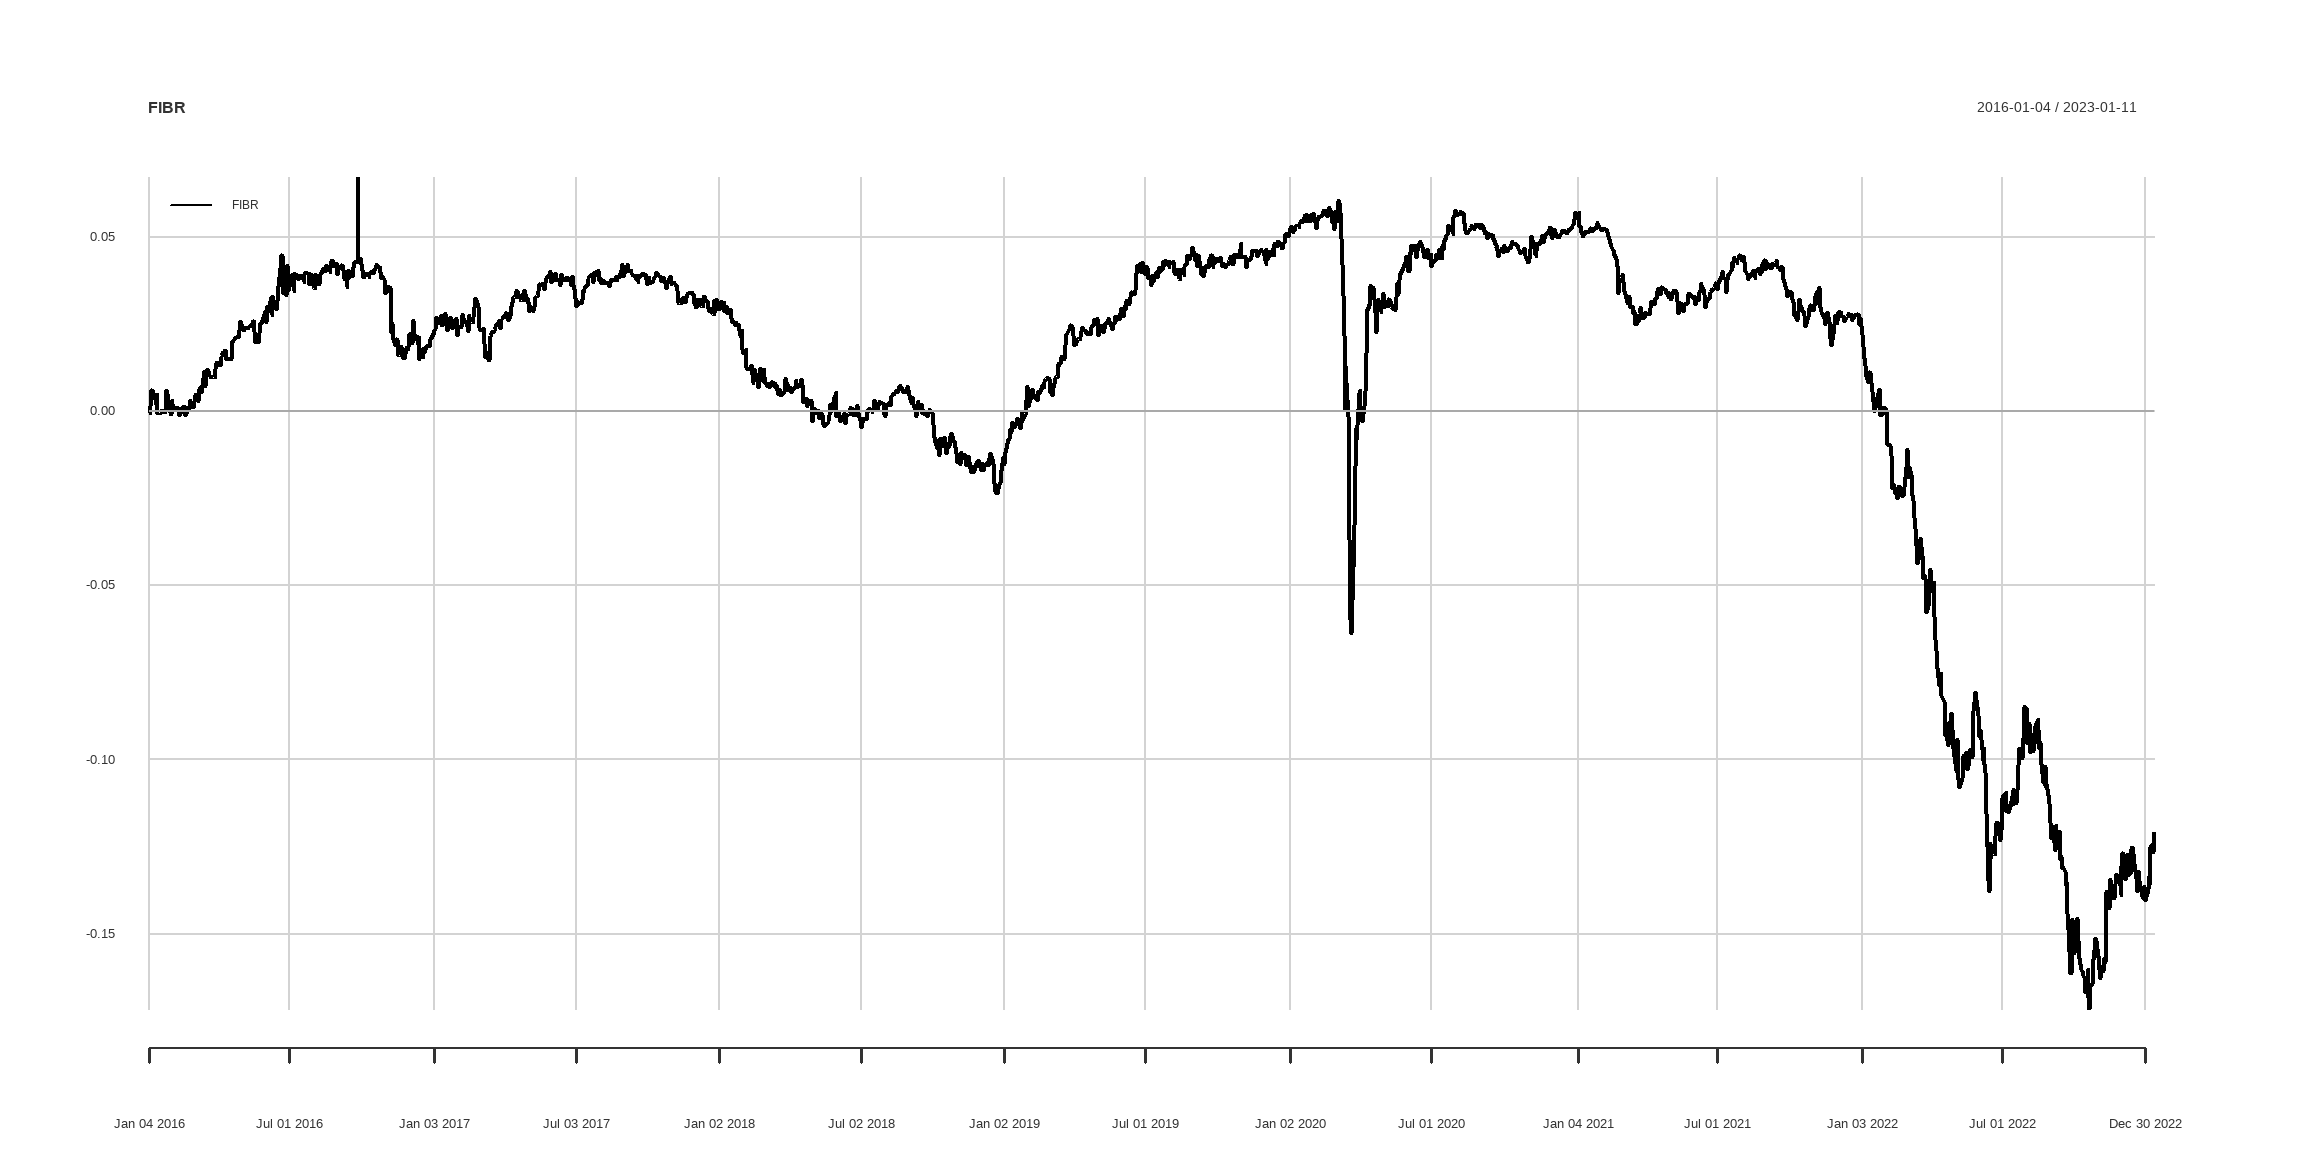 FIBR
2016-01-04 / 2023-01-11
FIBR
0.05
0.00
-0.05
-0.10
-0.15
Jan 04 2016
Jul 01 2016
Jan 03 2017
Jul 03 2017
Jan 02 2018
Jul 02 2018
Jan 02 2019
Jul 01 2019
Jan 02 2020
Jul 01 2020
Jan 04 2021
Jul 01 2021
Jan 03 2022
Jul 01 2022
Dec 30 2022